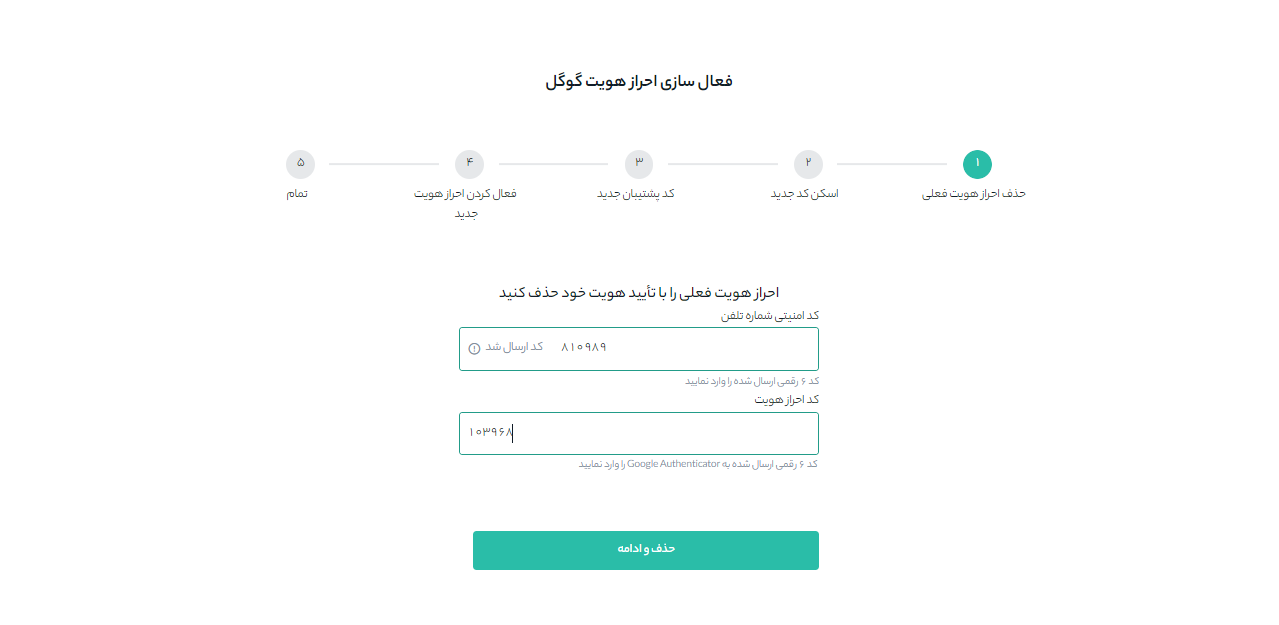 فعال سازی احراز هویت گوگل
۱
۲
۳
۴
۵
حذف احراز هویت فعلی
اسکن کد جدید
کد پشتیبان جدید
فعال کردن احراز هویت
جدید
تمام
احراز هویت فعلی را با تأیید هویت خود حذف کنید
کد امنیتی شماره تلفن
۸۱۰۹۸۹ کد ارسال شد
کد ۶ رقمی ارسال شده را وارد نمایید
کد احراز هویت
۱۰۳۹۶۸
کد ۶ رقمی ارسال شده به Google Authenticator را وارد نمایید
حذف و ادامه